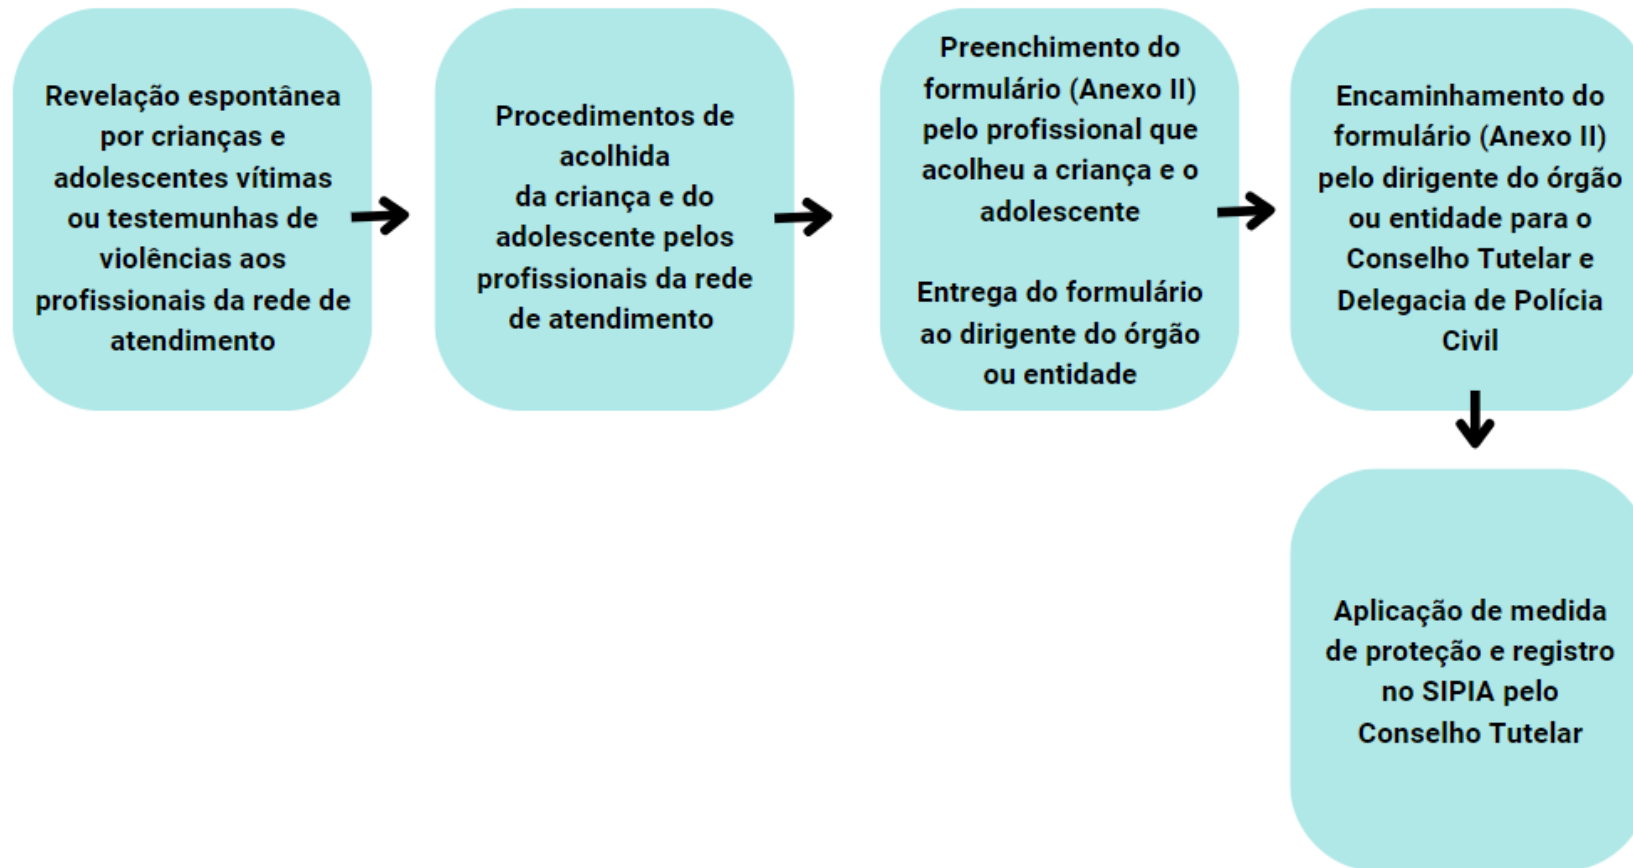 Revelação espontânea
por crianças e
adolescentes vítimas
ou testemunhas de
violências aos
profissionais da rede de
atendimento
Procedimentos de
acolhida
da criança e do
adolescente pelos
profissionais da rede
de atendimento
Preenchimento do
formulário (Anexo II)
pelo profissional que
acolheu a criança e o
adolescente
Entrega do formulário
ao dirigente do órgão
ou entidade
Encaminhamento do
formulário (Anexo II)
pelo dirigente do órgão
ou entidade para o
Conselho Tutelar e
Delegacia de Polícia
Civil
Aplicação de medida
de proteção e registro
no SIPIA pelo
Conselho Tutelar